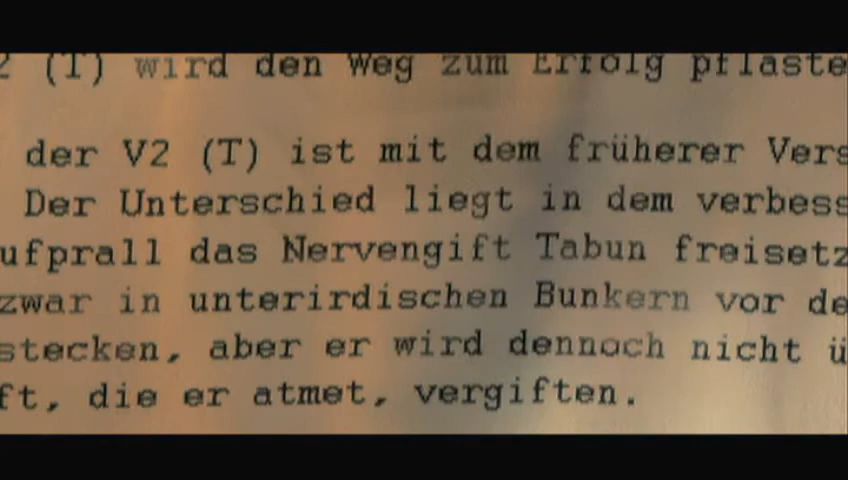 2 (T) wird den Weg zum Erfolg pflaste
der V2 (T) ist mit dem früherer Vers
Der Unterschied liegt in dem verbess
ufprall das Nervengift Tabun freisetz
zwar in unterirdischen Bunkern vor de
stecken, aber er wird dennoch nicht ü
ft, die er atmet, vergiften.